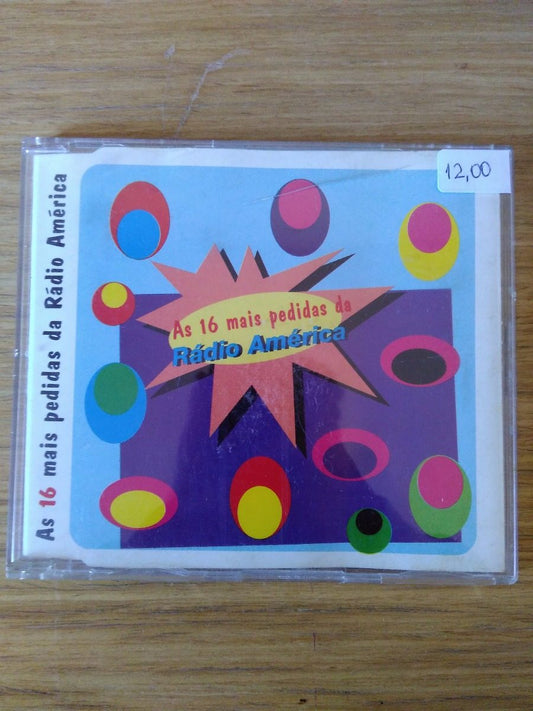 As 16 mais pedidas da Rádio América
12,00
As 16 mais pedidas da
Rádio América